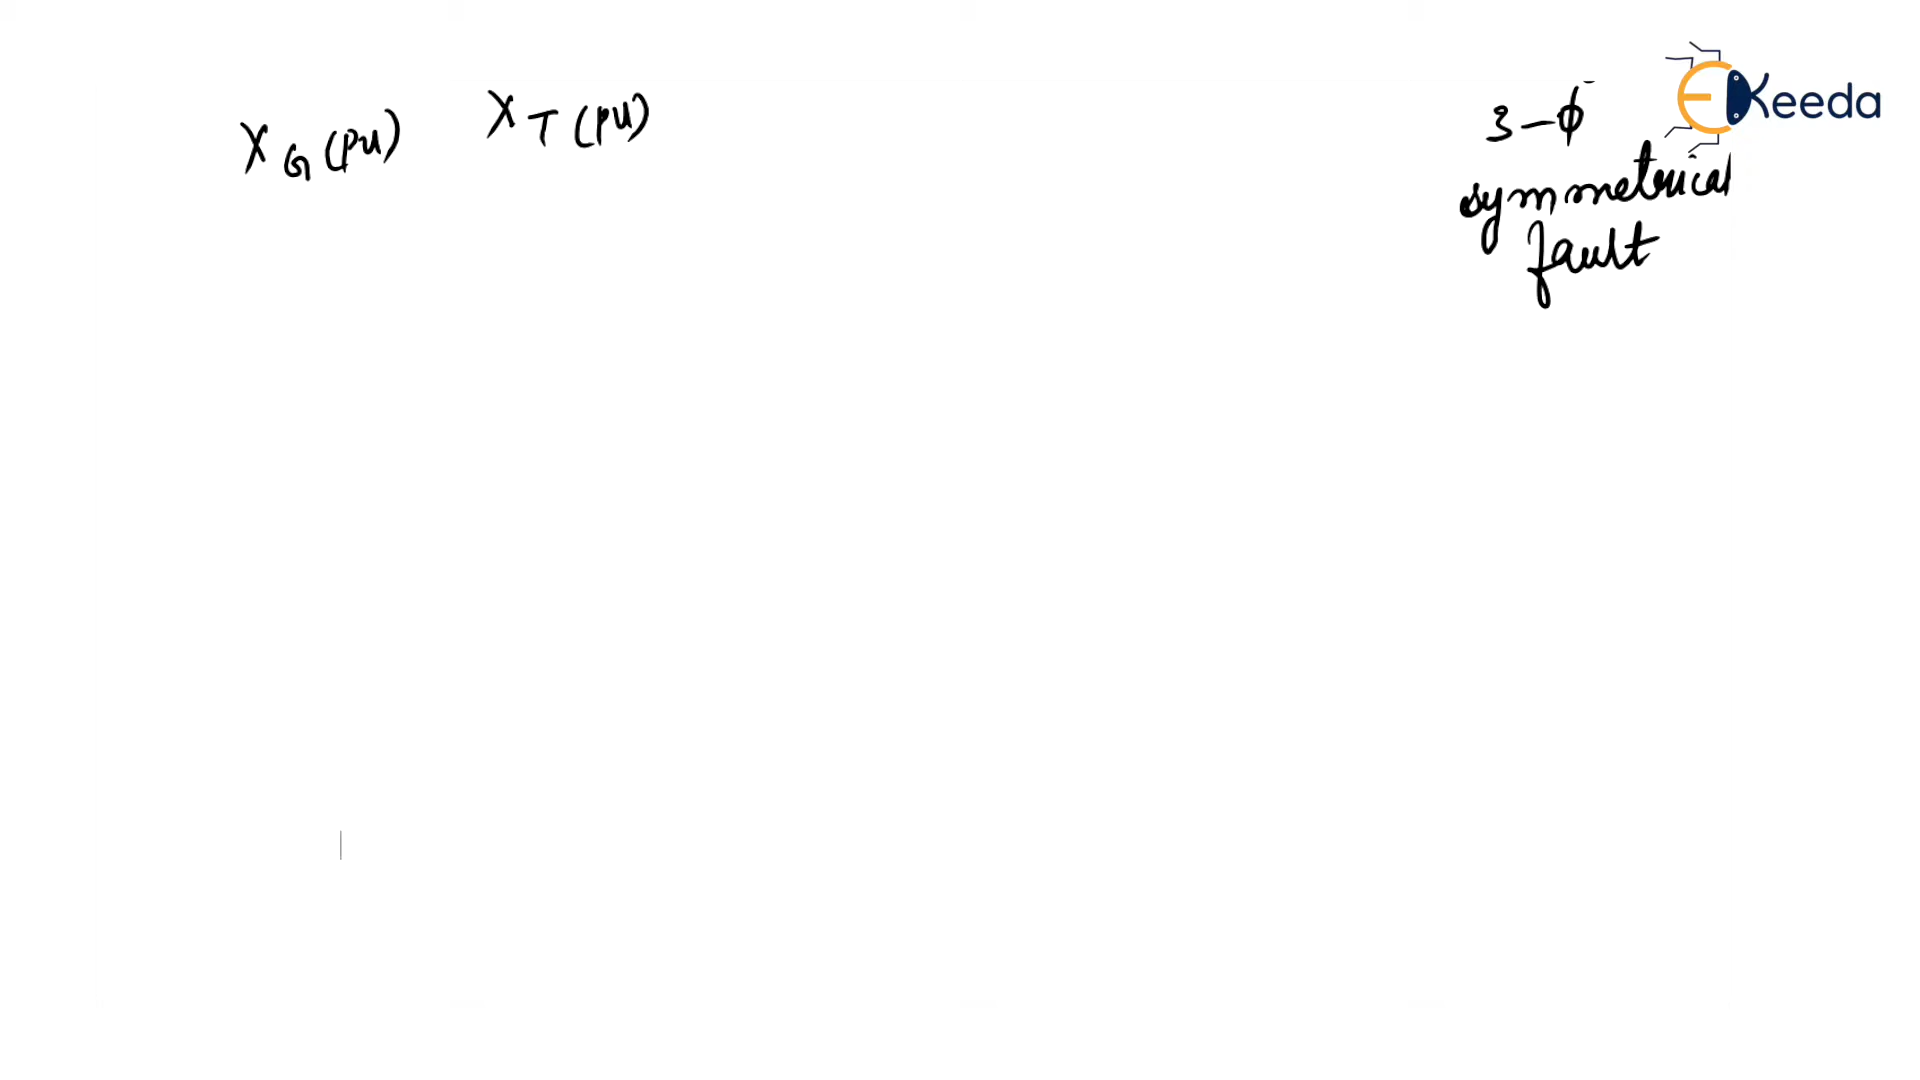 X G (pu) X T (pu)
3-ϕ
symmetrical
fault
EKeeda